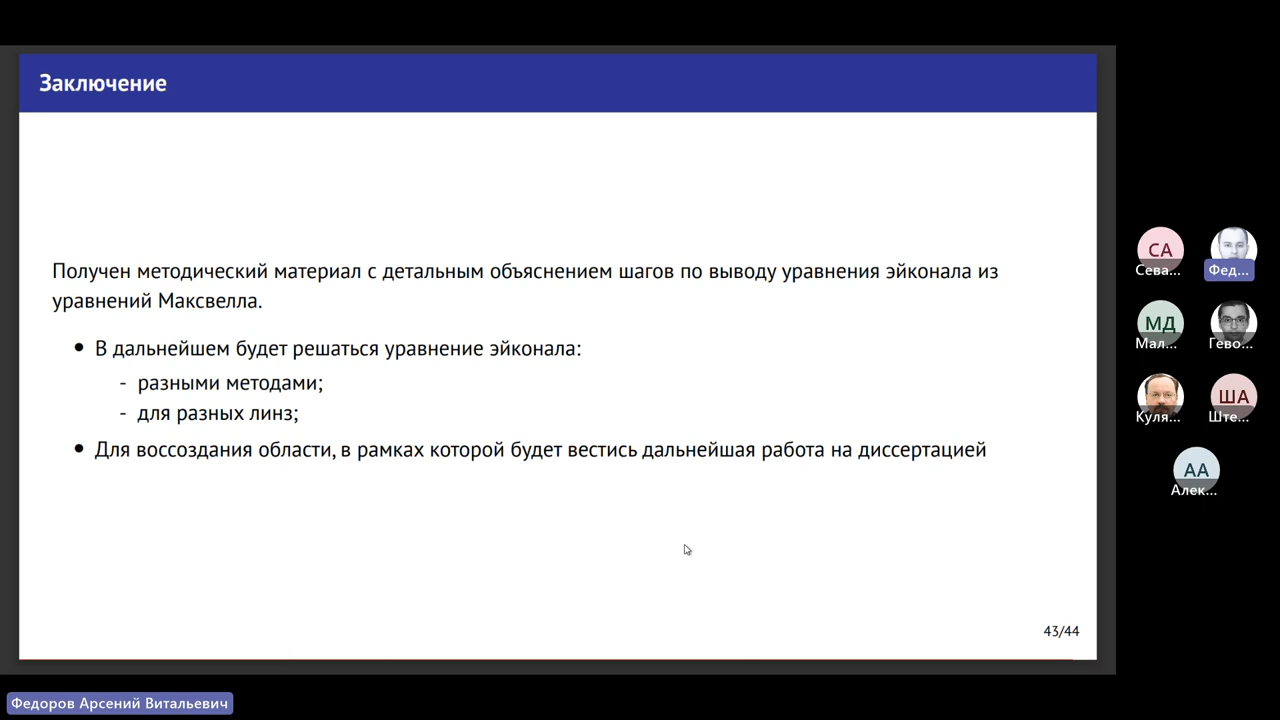 Заключение
Получен методический материал с детальным объяснением шагов по выводу уравнения эйконала из
уравнений Максвелла.
• В дальнейшем будет решаться уравнение эйконала:
- разными методами;
- для разных линз;
• Для воссоздания области, в рамках которой будет вестись дальнейшая работа на диссертацией
43/44
СА
Сева...
Фед...
МД
Мал...
Гево...
Куля...
ША
Ште...
АА
Алек...
Федоров Арсений Витальевич